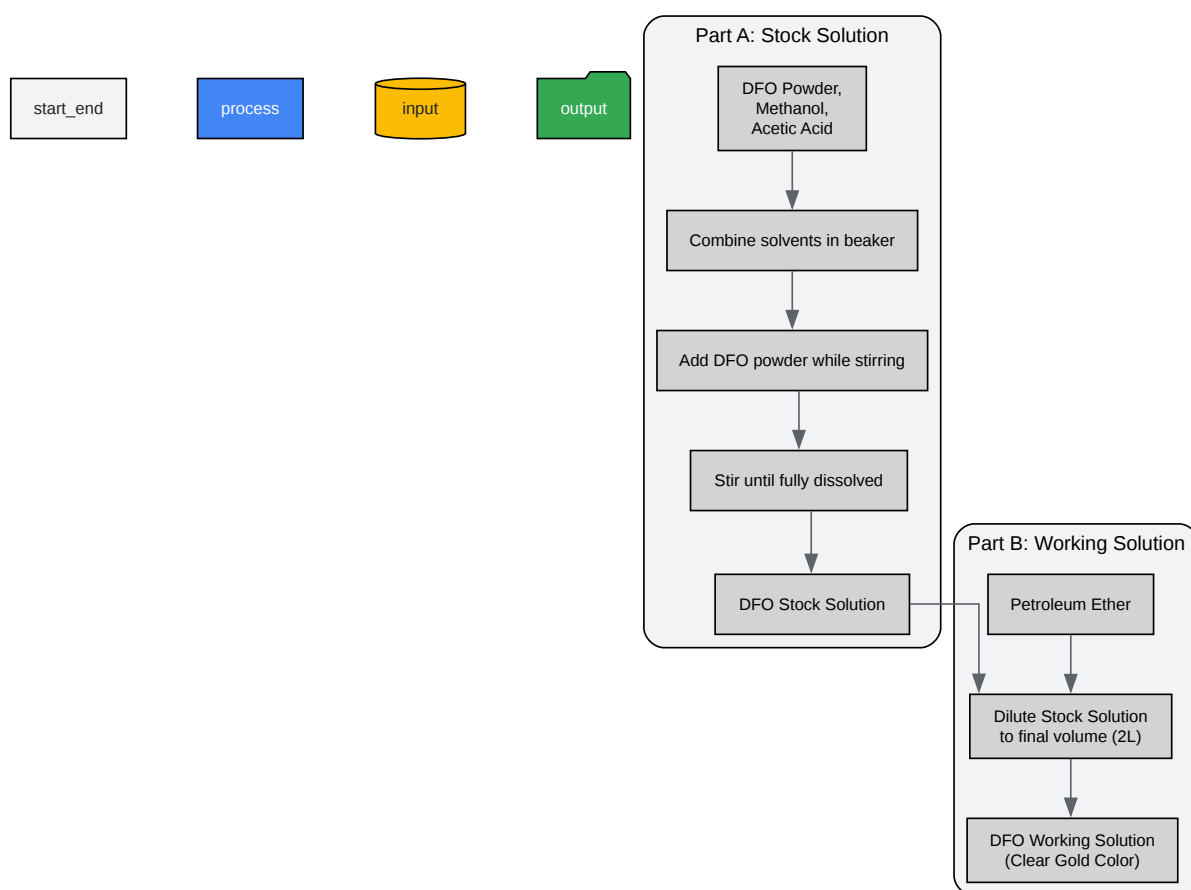 start_end
process
input
output
Part A: Stock Solution
DFO Powder,
Methanol,
Acetic Acid
Combine solvents in beaker
Add DFO powder while stirring
Stir until fully dissolved
DFO Stock Solution
Part B: Working Solution
Petroleum Ether
Dilute Stock Solution
to final volume (2L)
DFO Working Solution
(Clear Gold Color)